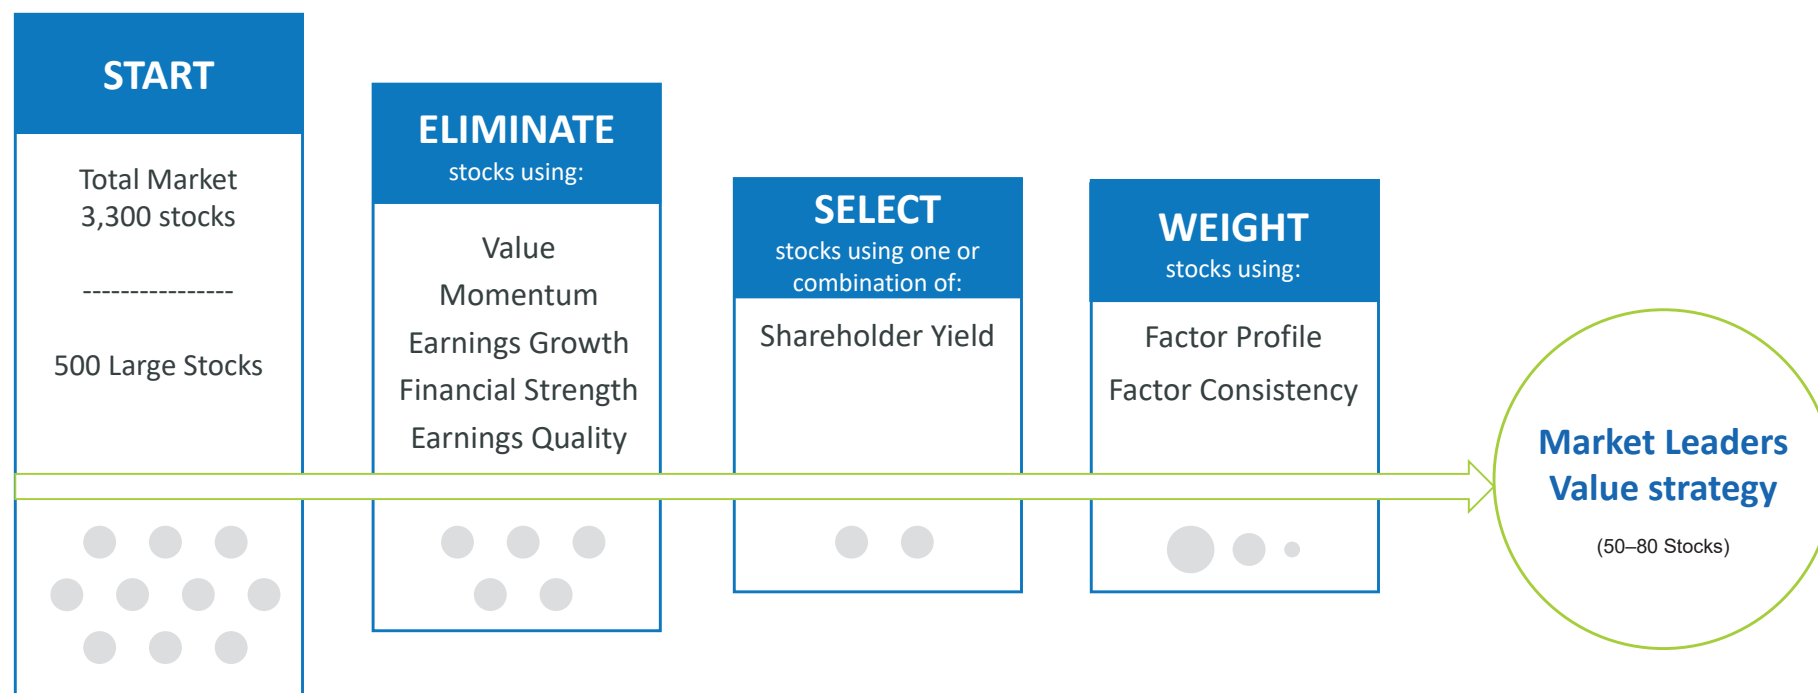 START
Total Market
3,300 stocks
----------------
500 Large Stocks
ELIMINATE
stocks using:
Value
Momentum
Earnings Growth
Financial Strength
Earnings Quality
SELECT
stocks using one or
combination of:
Shareholder Yield
WEIGHT
stocks using:
Factor Profile
Factor Consistency
Market Leaders
Value strategy
(50–80 Stocks)